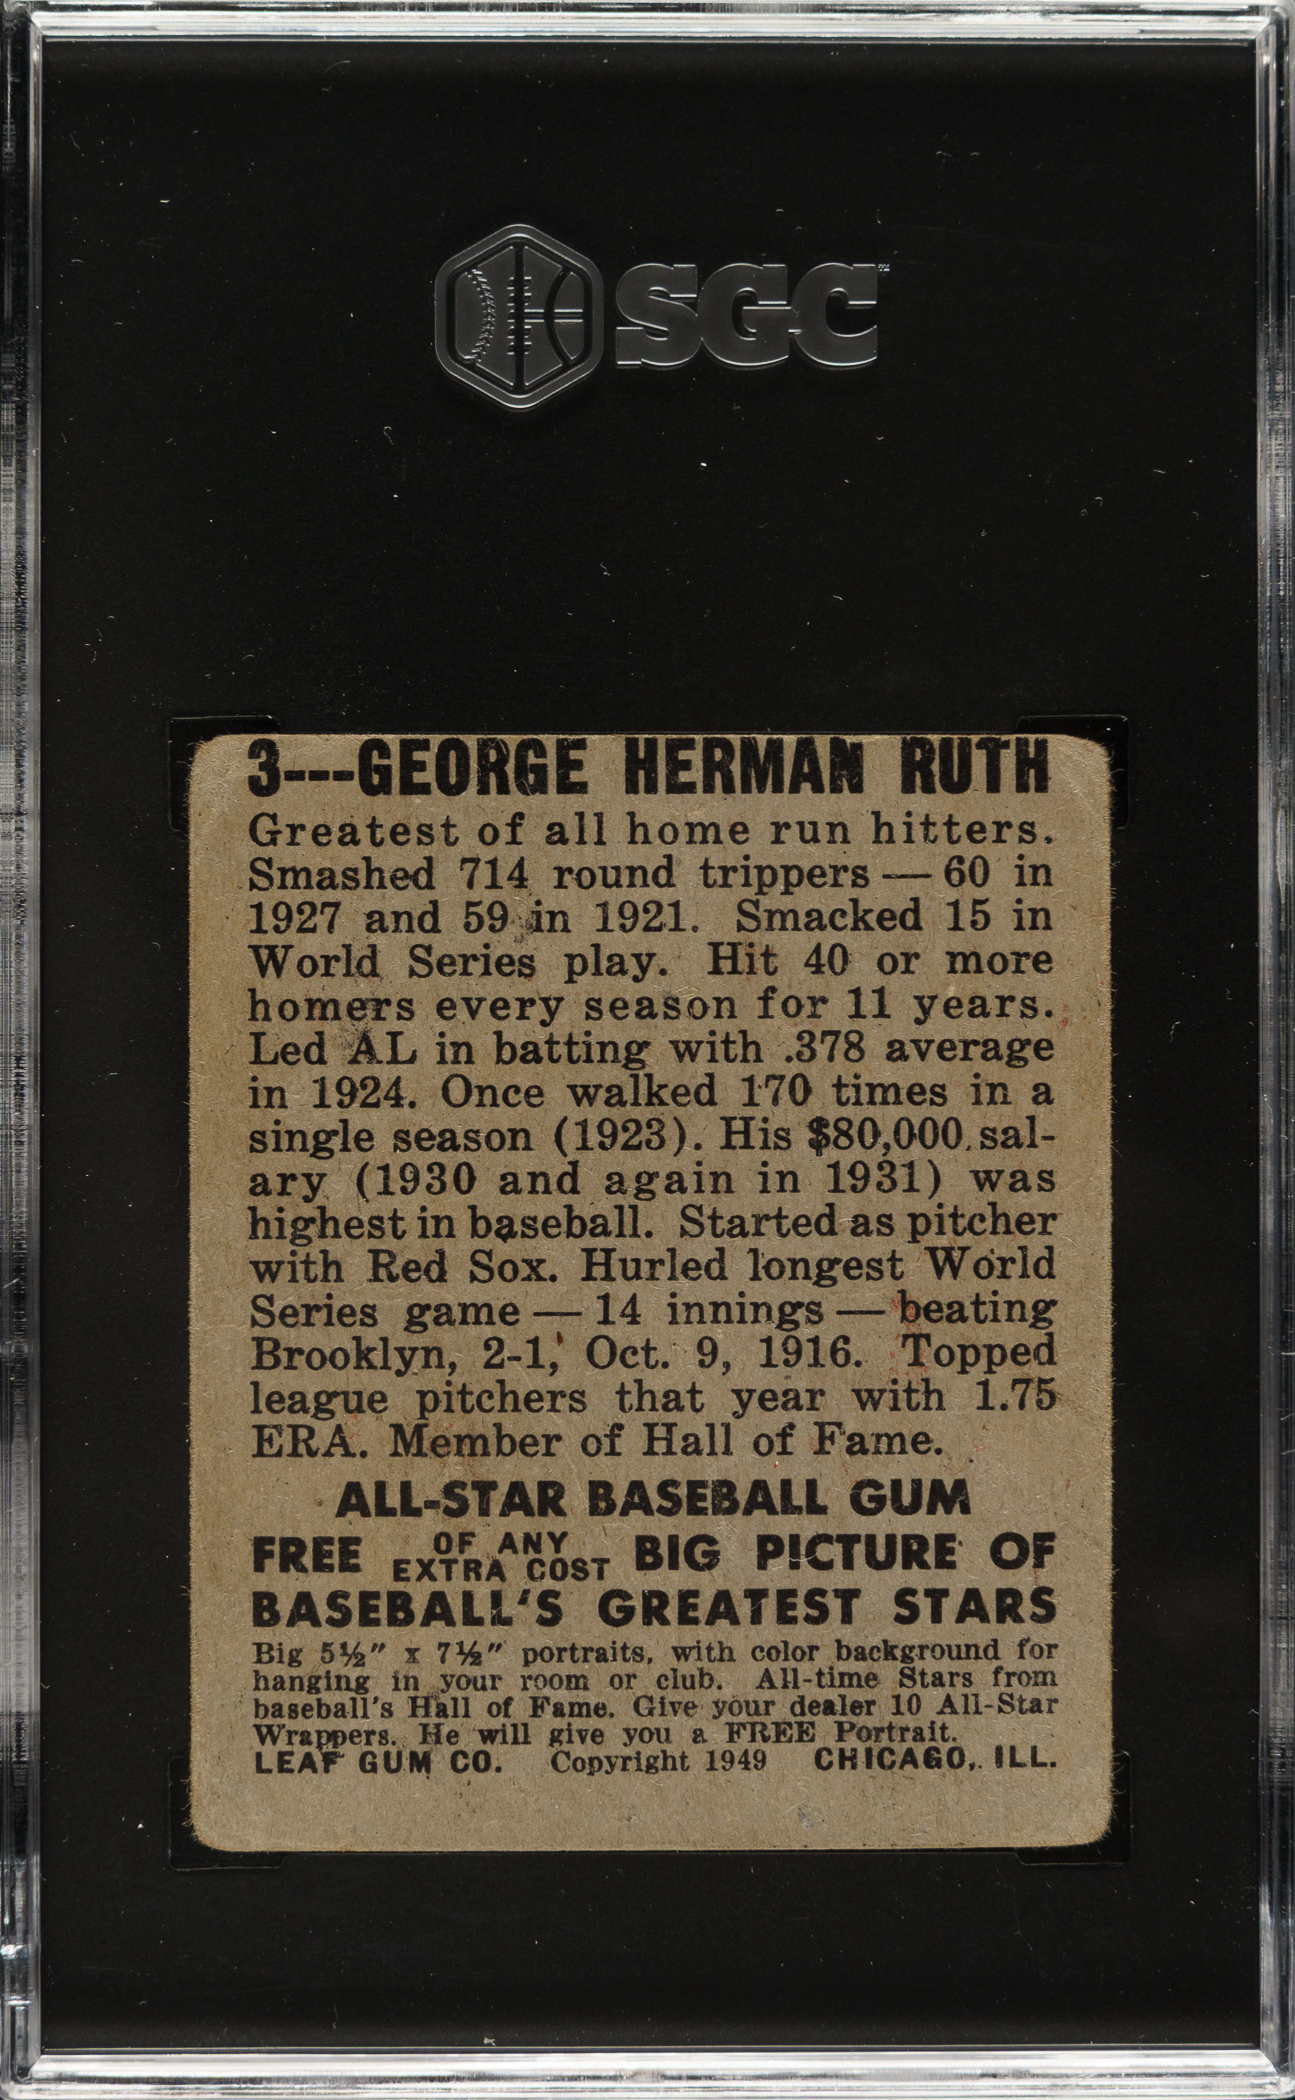 SGC™
3---GEORGE HERMAN RUTH
Greatest of all home run hitters.
Smashed 714 round trippers — 60 in
1927 and 59 in 1921. Smacked 15 in
World Series play. Hit 40 or more
homers every season for 11 years.
Led AL in batting with .378 average
in 1924. Once walked 170 times in a
single season (1923). His $80,000 sal-
ary (1930 and again in 1931) was
highest in baseball. Started as pitcher
with Red Sox. Hurled longest World
Series game — 14 innings — beating
Brooklyn, 2-1, Oct. 9, 1916. Topped
league pitchers that year with 1.75
ERA. Member of Hall of Fame.
ALL-STAR BASEBALL GUM
FREE OF ANY EXTRA COST BIG PICTURE OF
BASEBALL'S GREATEST STARS
Big 5½" x 7½" portraits, with color background for
hanging in your room or club. All-time Stars from
baseball's Hall of Fame. Give your dealer 10 All-Star
Wrappers. He will give you a FREE Portrait.
LEAF GUM CO. Copyright 1949 CHICAGO, ILL.